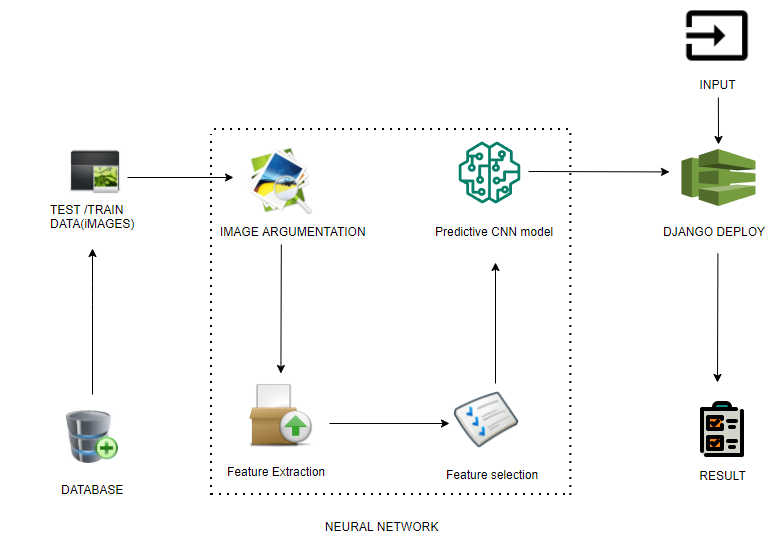 INPUT
TEST /TRAIN
DATA(iMAGES)
IMAGE ARGUMENTATION
Predictive CNN model
DJANGO DEPLOY
Feature Extraction
Feature selection
RESULT
DATABASE
NEURAL NETWORK